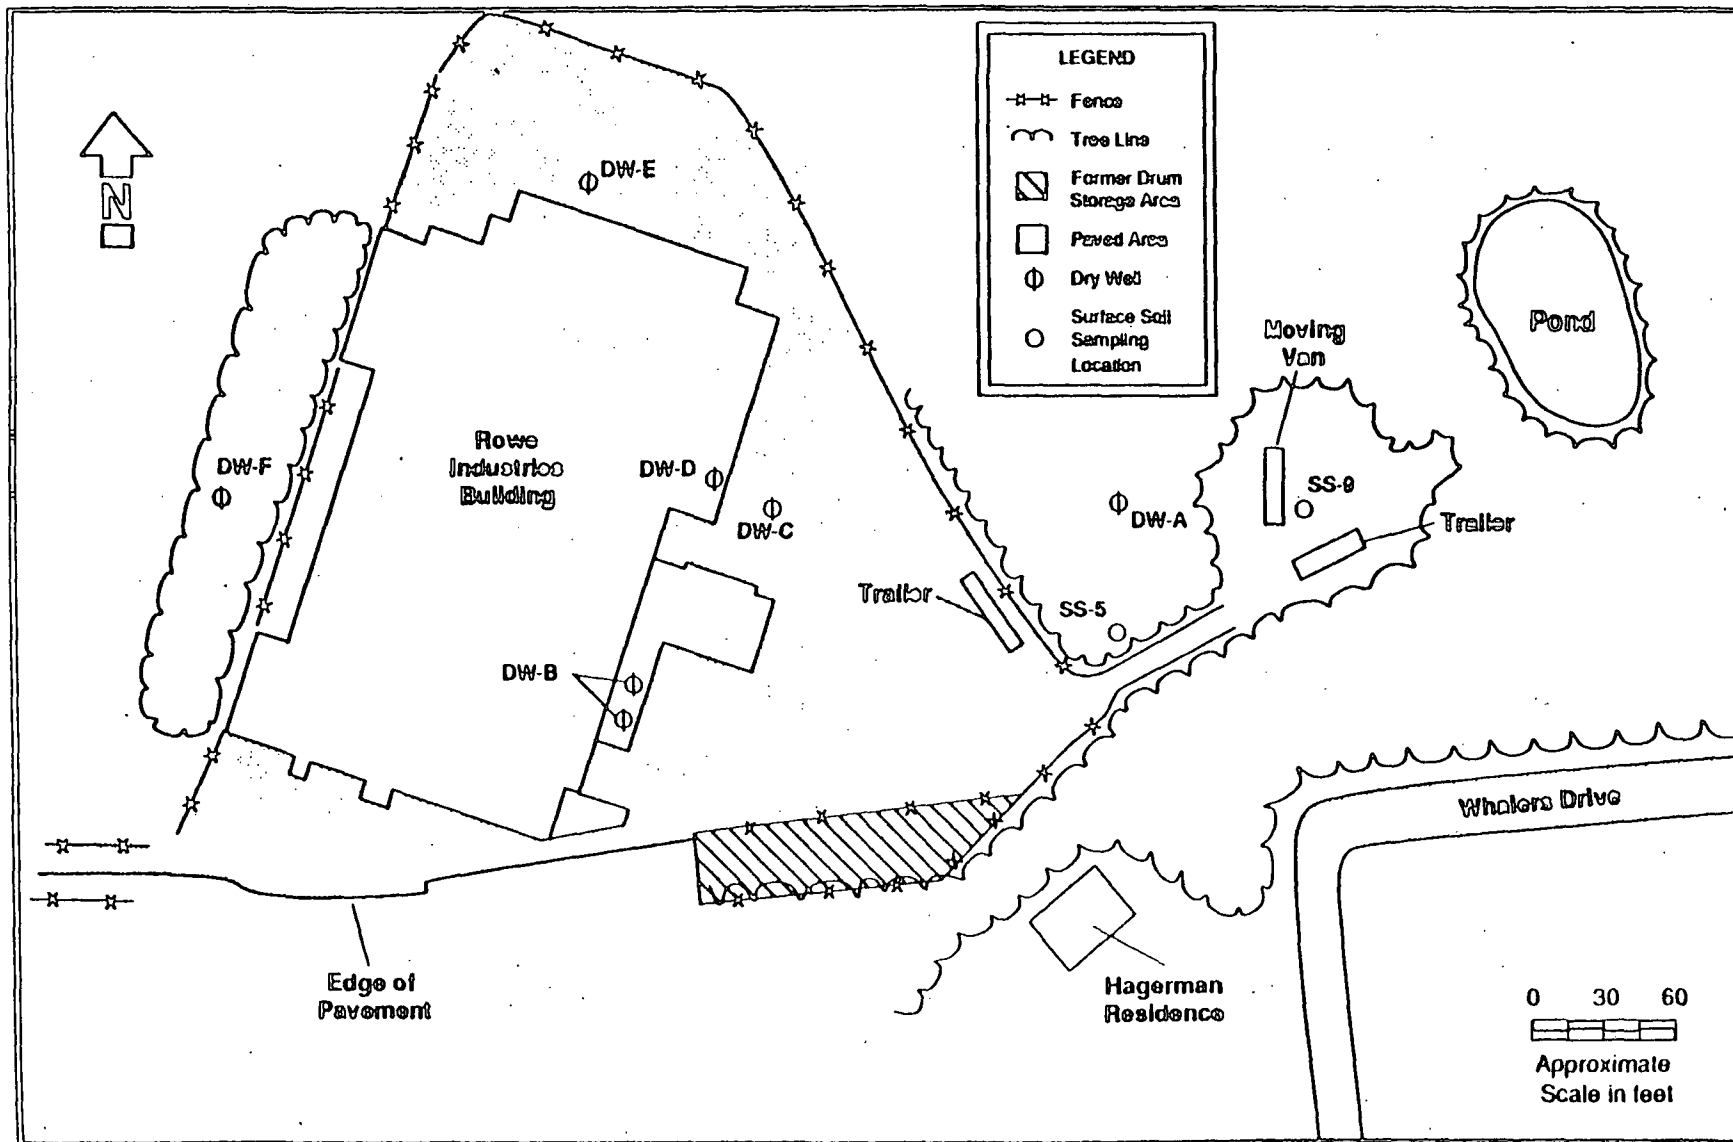 LEGEND
Fence
Tree Line
Former Drum
Storage Area
Paved Area
Dry Well
Surface Soil
Sampling
Location
N
DW-E
Moving
Van
Pond
Rowe
Industries
Building
DW-F
DW-D
DW-C
DW-A
SS-9
Trailer
Trailer
SS-5
DW-B
Whalers Drive
Edge of
Pavement
Hagerman
Residence
0 30 60
Approximate
Scale in feet